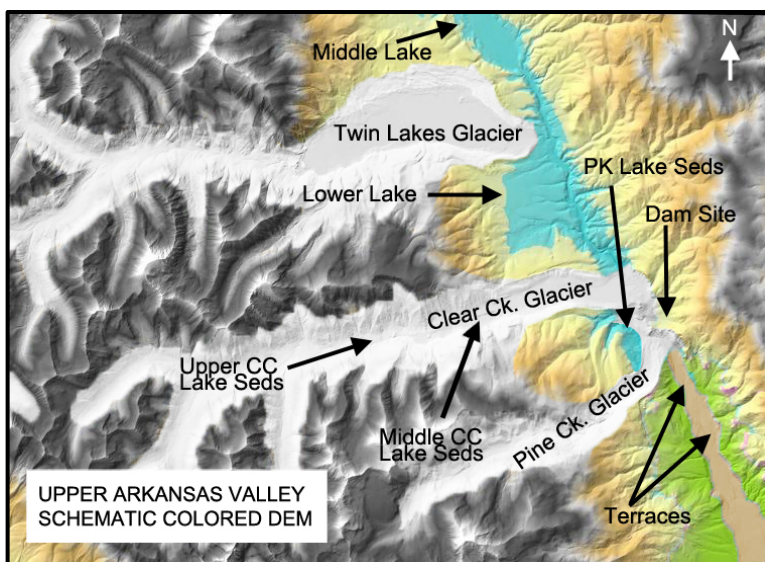 Middle Lake
N
Twin Lakes Glacier
PK Lake Seds
Lower Lake
Dam Site
Clear Ck. Glacier
Upper CC
Lake Seds
Middle CC
Lake Seds
Pine Ck. Glacier
Terraces
UPPER ARKANSAS VALLEY
SCHEMATIC COLORED DEM